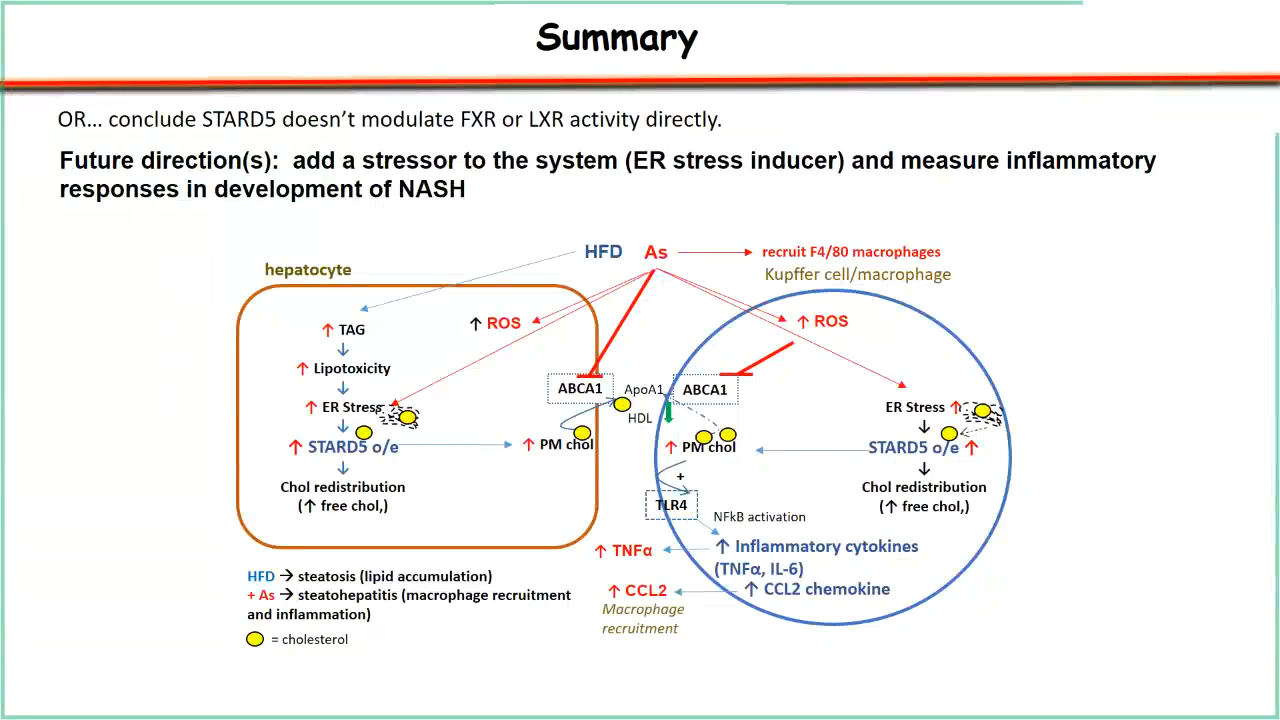 Summary
OR... conclude STARD5 doesn't modulate FXR or LXR activity directly.
Future direction(s): add a stressor to the system (ER stress inducer) and measure inflammatory
responses in development of NASH
HFD As recruit F4/80 macrophages
hepatocyte
Kupffer cell/macrophage
↑ TAG
↑ ROS
↑ Lipotoxicity
↑ ER Stress
↑ STARD5 o/e
Chol redistribution
(↑ free chol,)
↑ PM chol
ABCA1
ApoA1
HDL
ABCA1
↑ ROS
ER Stress ↑
STARD5 o/e ↑
Chol redistribution
(↑ free chol,)
↑ PM chol
+
TLR4
NFkB activation
↑ Inflammatory cytokines
(TNFα, IL-6)
↑ CCL2 chemokine
↑ TNFα
↑ CCL2
Macrophage
recruitment
HFD → steatosis (lipid accumulation)
+ As → steatohepatitis (macrophage recruitment
and inflammation)
= cholesterol